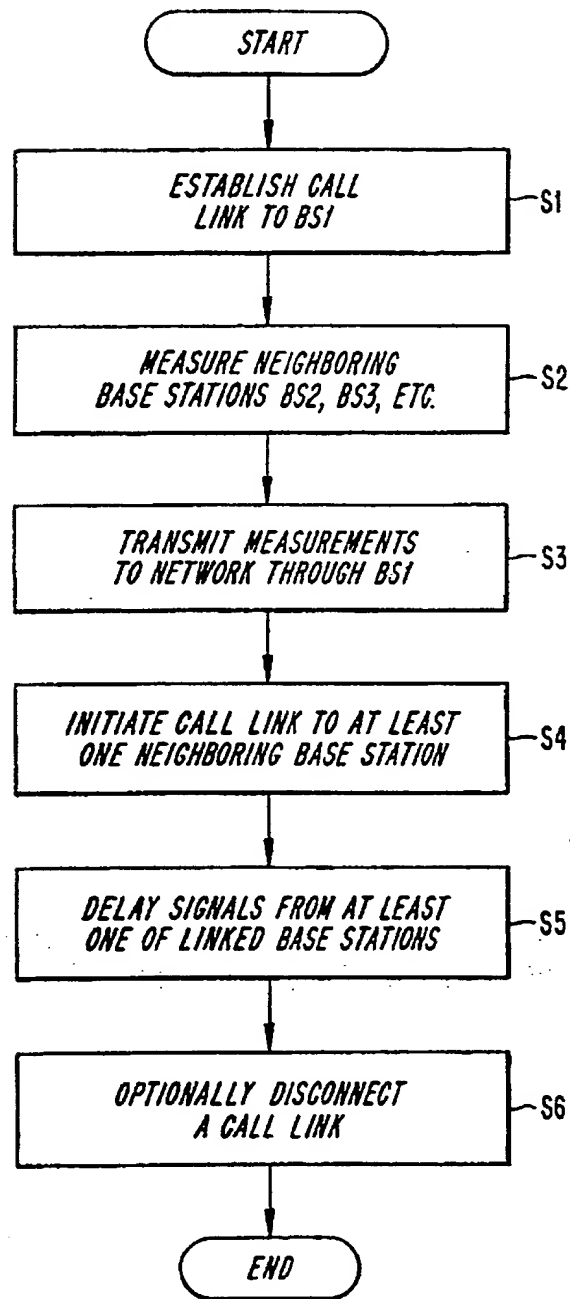 START
ESTABLISH CALL
LINK TO BS1
S1
MEASURE NEIGHBORING
BASE STATIONS BS2, BS3, ETC.
S2
TRANSMIT MEASUREMENTS
TO NETWORK THROUGH BS1
S3
INITIATE CALL LINK TO AT LEAST
ONE NEIGHBORING BASE STATION
S4
DELAY SIGNALS FROM AT LEAST
ONE OF LINKED BASE STATIONS
S5
OPTIONALLY DISCONNECT
A CALL LINK
S6
END